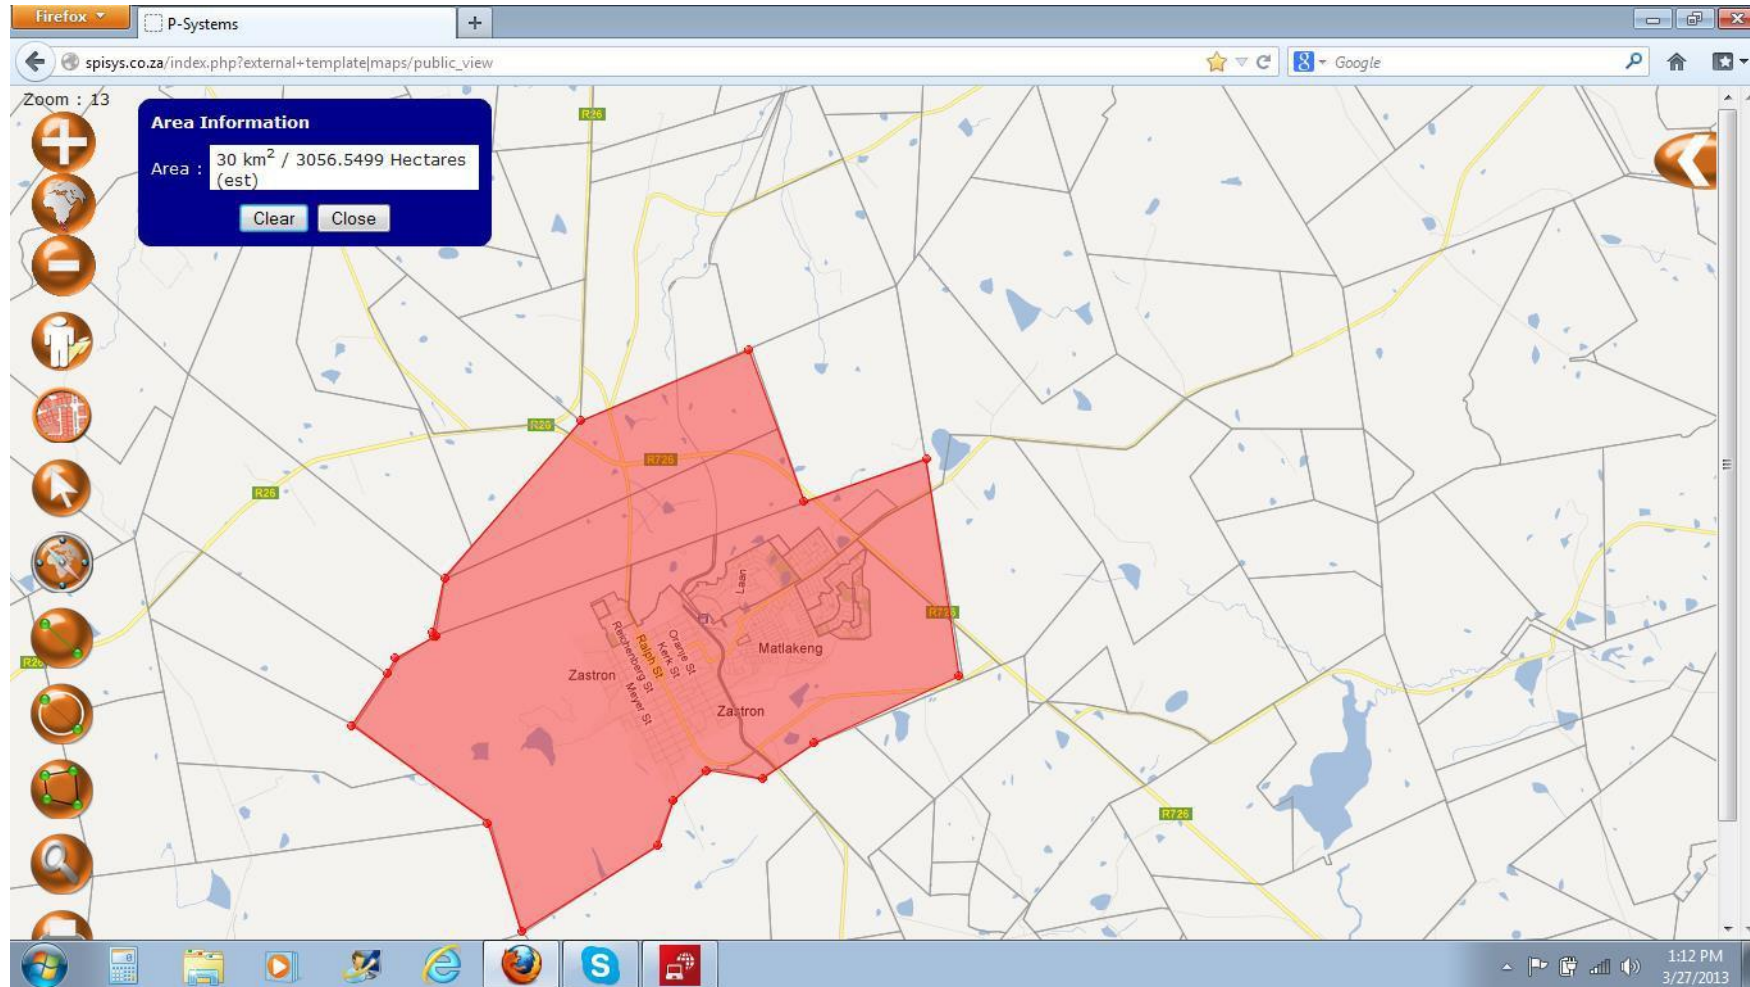 Firefox
P-Systems
spisys.co.za/index.php?external+template|maps/public_view
Google
Zoom : 13
Area Information
Area : 30 km2 / 3056.5499 Hectares
(est)
Clear Close
R26
R26
R726
R26
Laan
R726
R26
Reichenberg St
Ralph St
Oranje St
Kerk St
Meyer St
Matlakeng
Zastron
Zastron
R726
1:12 PM
3/27/2013